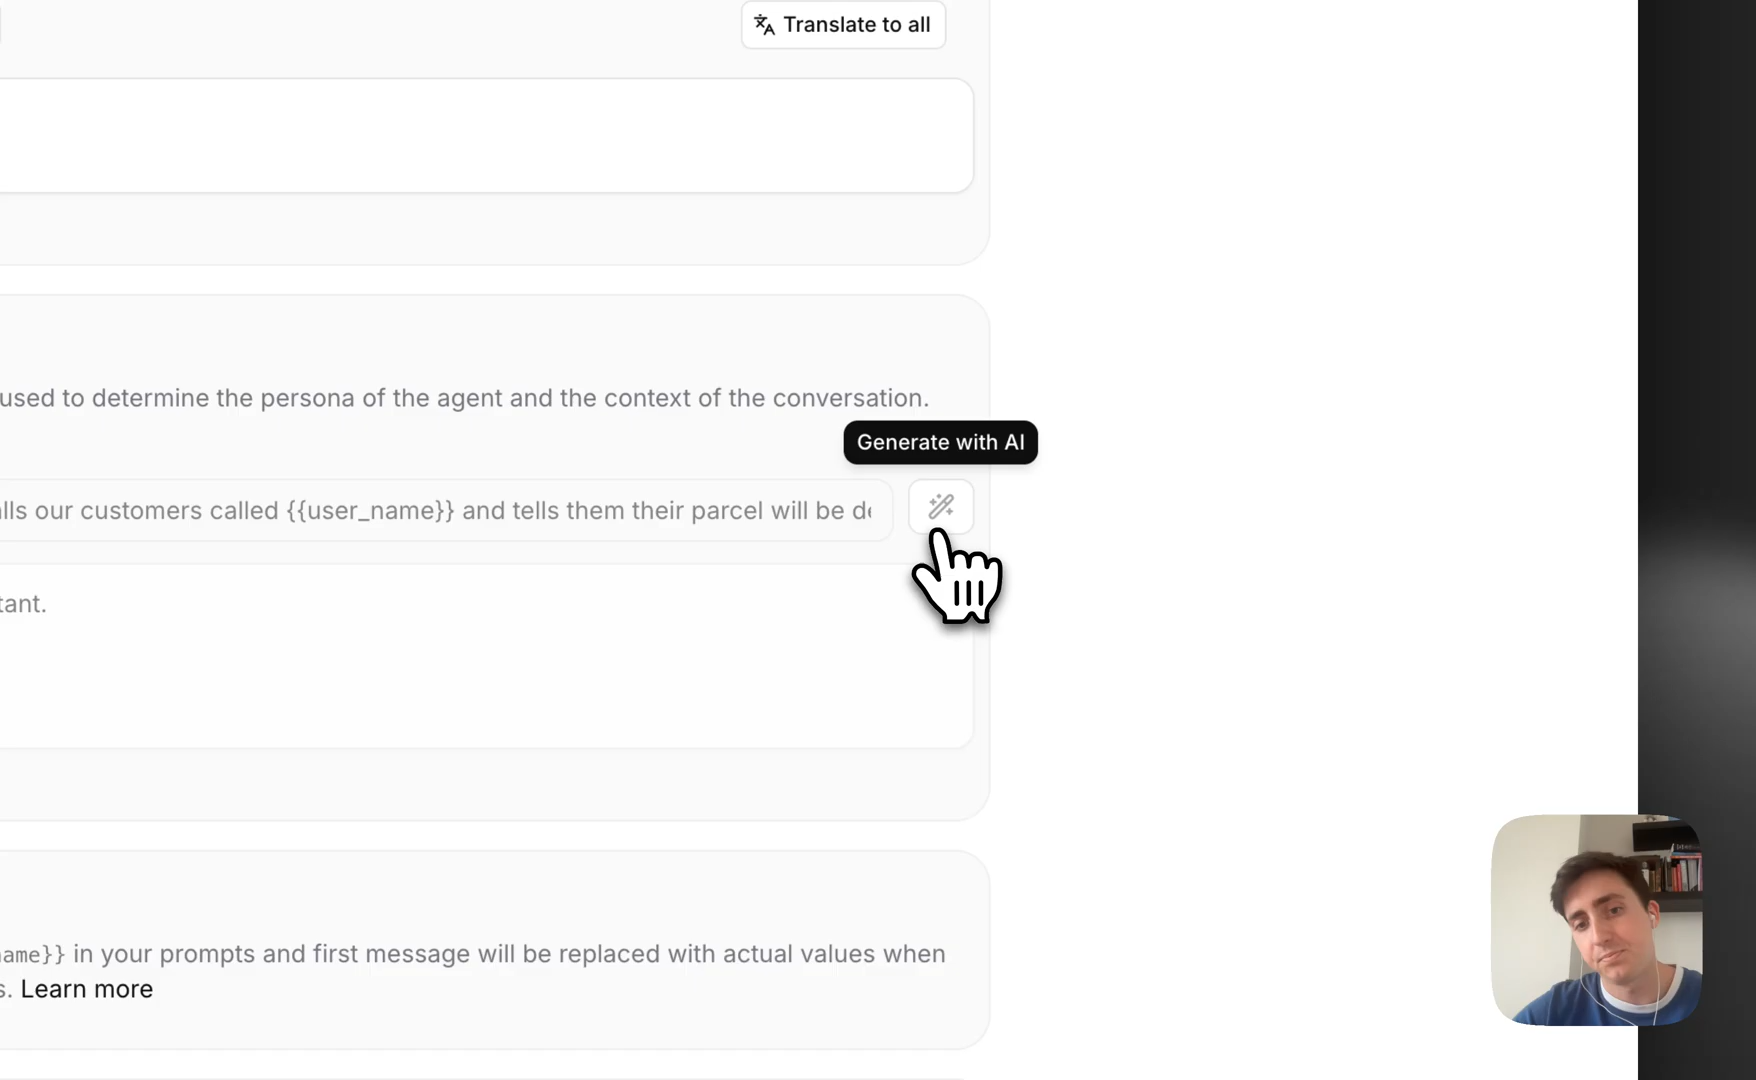 Translate to all
used to determine the persona of the agent and the context of the conversation.
Generate with AI
lls our customers called {{user_name}} and tells them their parcel will be de
tant.
ame}} in your prompts and first message will be replaced with actual values when
s. Learn more